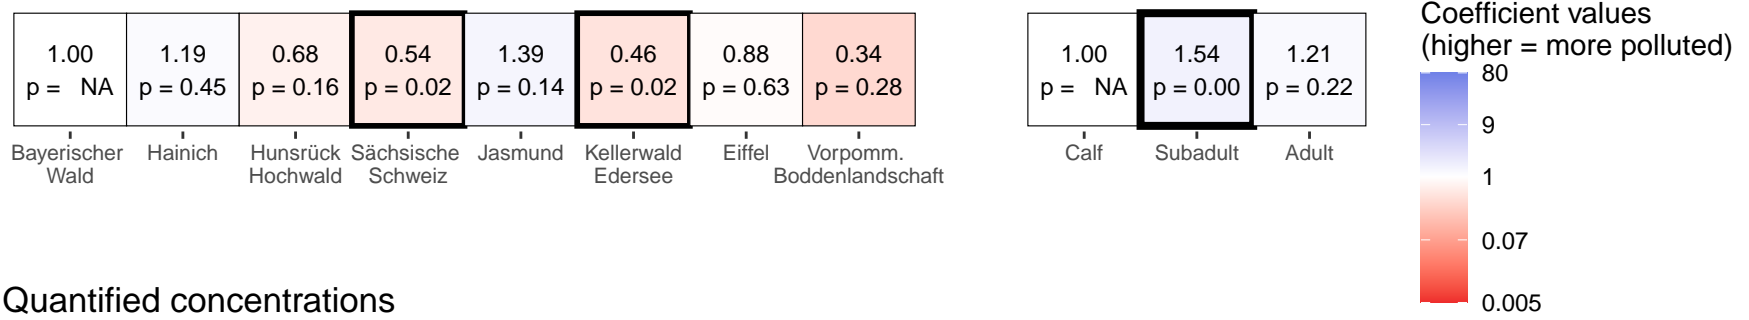 1.00 1.19 0.68 0.54 1.39 0.46 0.88 0.34
p = NA p = 0.45 p = 0.16 p = 0.02 p = 0.14 p = 0.02 p = 0.63 p = 0.28
Bayerischer Hainich Hunsrück Sächsische Jasmund Kellerwald Eiffel Vorpomm.
Wald Hochwald Schweiz Edersee Boddenlandschaft
1.00 1.54 1.21
p = NA p = 0.00 p = 0.22
Calf Subadult Adult
Coefficient values
(higher = more polluted)
80
9
1
0.07
0.005
Quantified concentrations